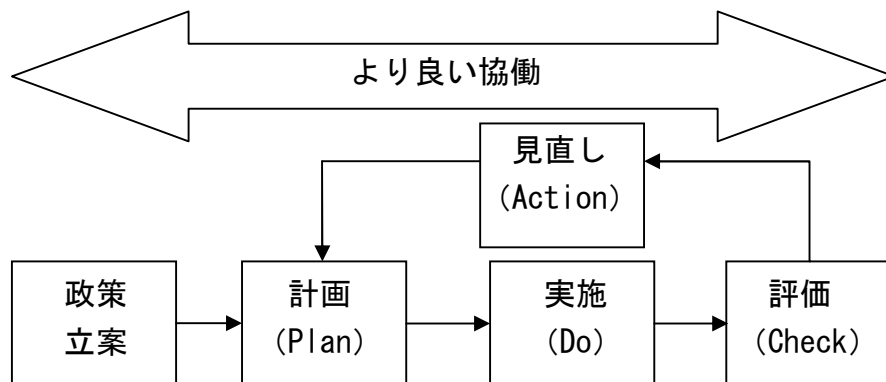 より良い協働
見直し
(Action)
政策
立案
計画
(Plan)
実施
(Do)
評価
(Check)